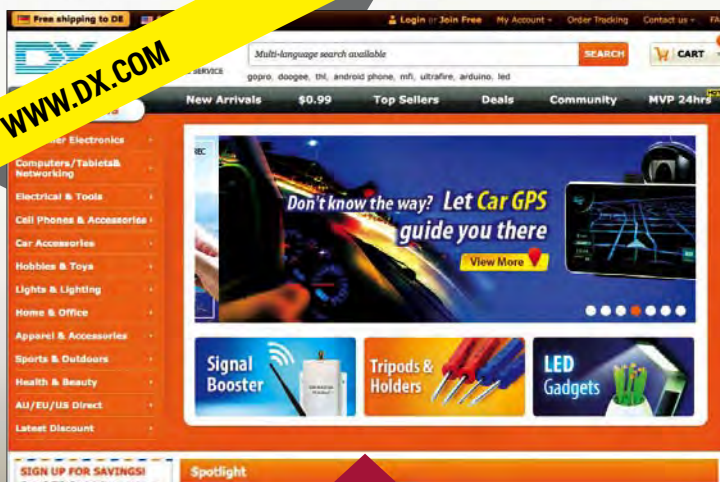 Free shipping to DE
Login or Join Free My Account Order Tracking Contact us FA
DX
WWW.DX.COM
Multi-language search available
SEARCH
CART
SERVICE
gopro, doogee, thl, android phone, mfi, ultrafire, arduino, led
New Arrivals $0.99 Top Sellers Deals Community MVP 24hrs
Electronics
Computers/Tablets&
Networking
Electrical & Tools
Cell Phones & Accessories
Car Accessories
Hobbies & Toys
Lights & Lighting
Home & Office
Apparel & Accessories
Sports & Outdoors
Health & Beauty
AU/EU/US Direct
Latest Discount
Don't know the way? Let Car GPS
guide you there
View More
Signal
Booster
Tripods &
Holders
LED
Gadgets
SIGN UP FOR SAVINGS!
Spotlight